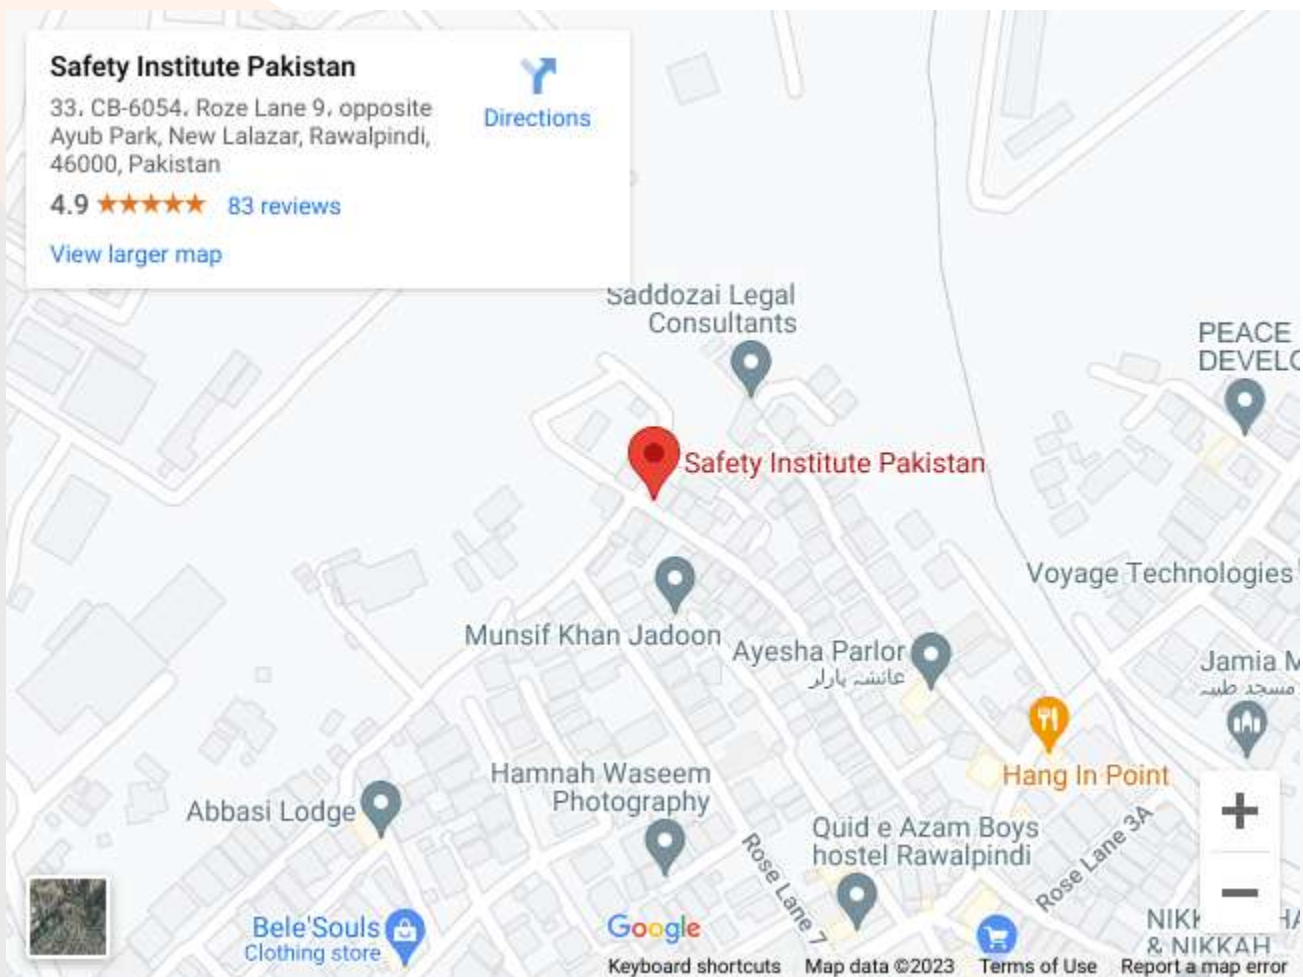 Safety Institute Pakistan
33، CB-6054، Roze Lane 9، opposite
Ayub Park, New Lalazar, Rawalpindi,
46000, Pakistan
Directions
4.9 ★★★★★ 83 reviews
View larger map
Saddozai Legal
Consultants
PEACE
Safety Institute Pakistan
Voyage Technologies
Munsif Khan Jadoon
Ayesha Parlor
عائشہ پارلر
Jamia
مسجد طیبہ
Hang In Point
Hamnah Waseem
Photography
Abbasi Lodge
Quid e Azam Boys
hostel Rawalpindi
Rose Lane 3A
Rose Lane 7
Bele'Souls
Clothing store
Google
& NIKKAH
Keyboard shortcuts Map data ©2023 Terms of Use Report a map error